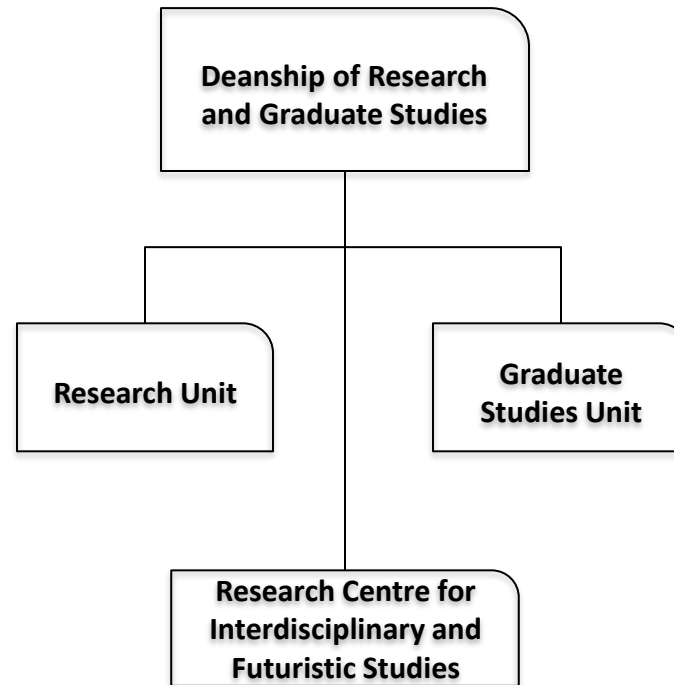 Deanship of Research
and Graduate Studies
Research Unit
Graduate
Studies Unit
Research Centre for
Interdisciplinary and
Futuristic Studies